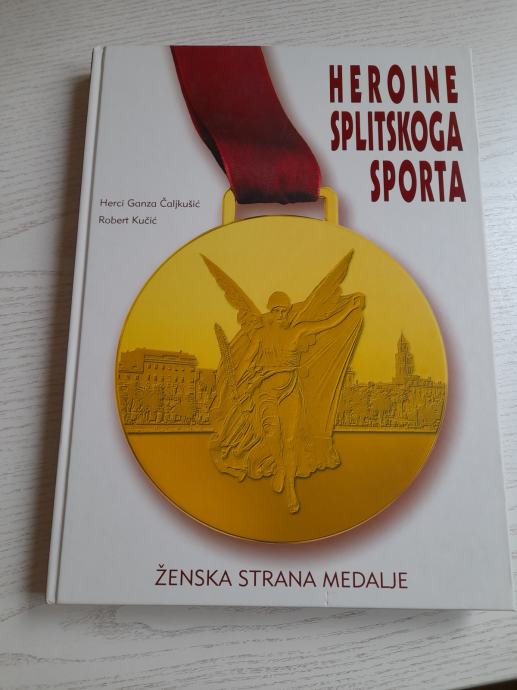 HEROINE
SPLITSKOGA
SPORTA
Herci Ganza Čaljkušić
Robert Kučić
ŽENSKA STRANA MEDALJE